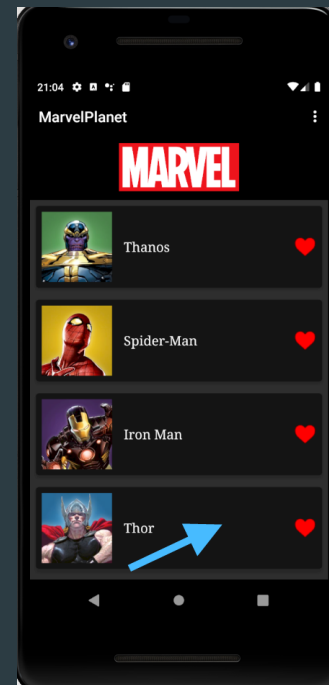 21:04
MarvelPlanet
MARVEL
Thanos
Spider-Man
Iron Man
Thor